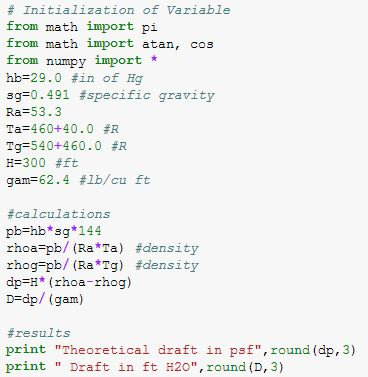 # Initialization of Variable
from math import pi
from math import atan, cos
from numpy import *
hb=29.0 #in of Hg
sg=0.491 #specific gravity
Ra=53.3
Ta=460+40.0 #R
Tg=540+460.0 #R
H=300 #ft
gam=62.4 #lb/cu ft
#calculations
pb=hb*sg*144
rhoa=pb/(Ra*Ta) #density
rhog=pb/(Ra*Tg) #density
dp=H*(rhoa-rhog)
D=dp/(gam)
#results
print "Theoretical draft in psf",round(dp,3)
print " Draft in ft H2O",round(D,3)